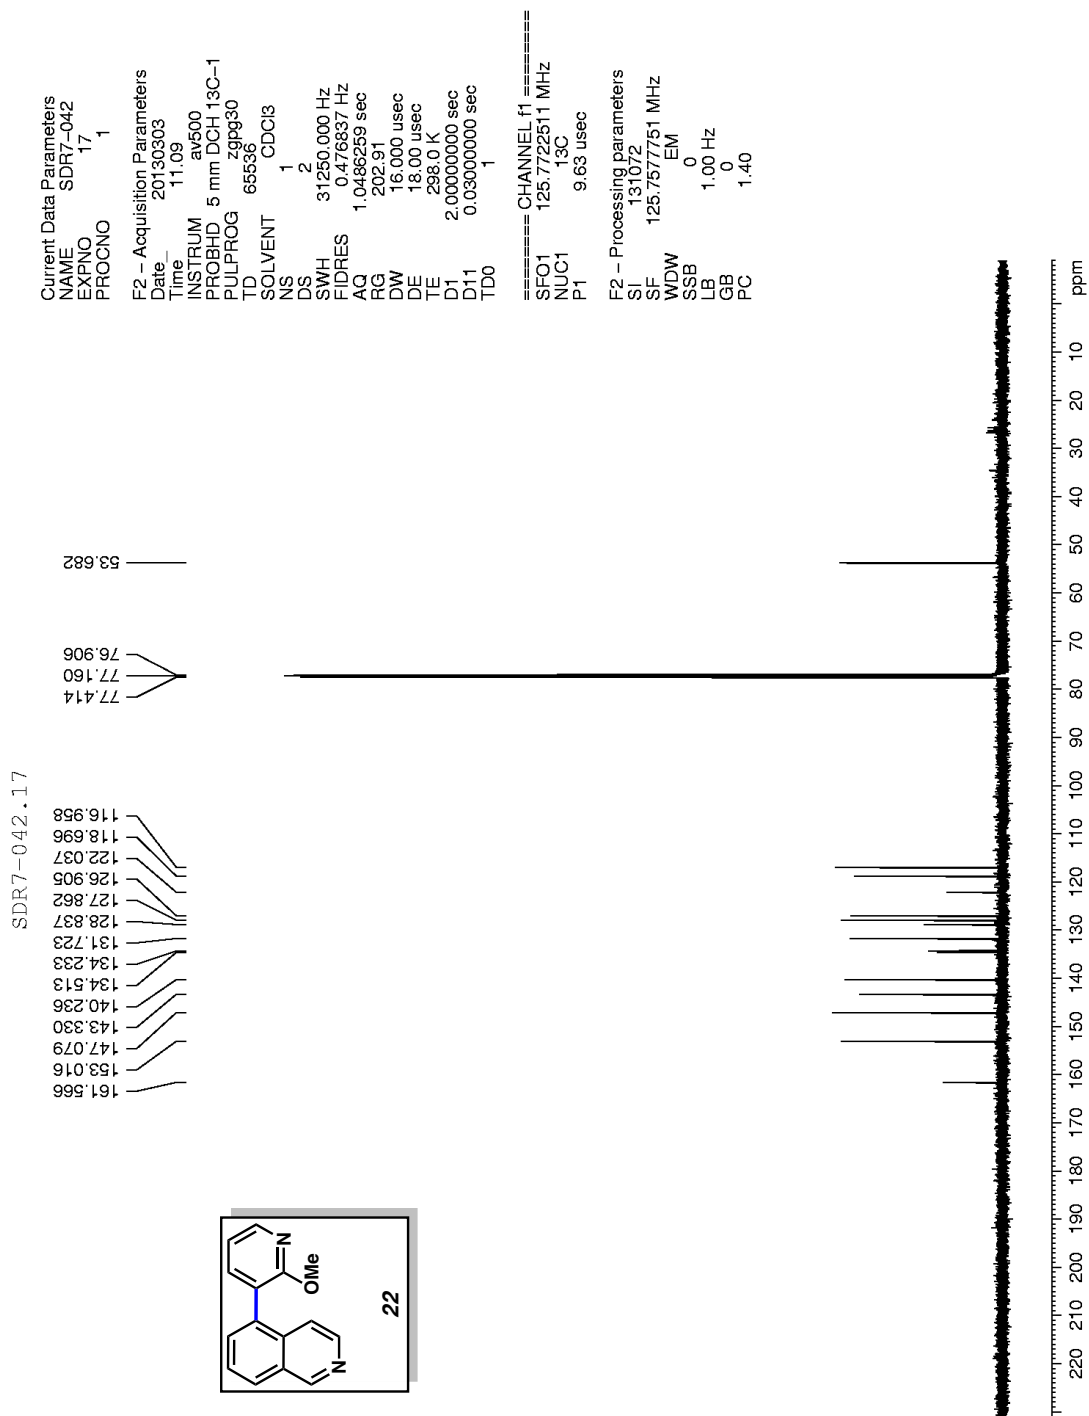 SDR7-042.17
161.566
153.016
147.079
143.330
140.236
134.513
134.233
131.723
128.837
127.862
126.905
122.037
118.696
116.958
77.414
77.160
76.906
53.682
Current Data Parameters
NAME SDR7-042
EXPNO 17
PROCNO 1
F2 - Acquisition Parameters
Date_ 20130303
Time 11.09
INSTRUM av500
PROBHD 5 mm DCH 13C-1
PULPROG zgpg30
TD 65536
SOLVENT CDCl3
NS 1
DS 2
SWH 31250.000 Hz
FIDRES 0.476837 Hz
AQ 1.0486259 sec
RG 202.91
DW 16.000 usec
DE 18.00 usec
TE 298.0 K
D1 2.00000000 sec
D11 0.03000000 sec
TD0 1
======== CHANNEL f1 ========
SFO1 125.7722511 MHz
NUC1 13C
P1 9.63 usec
F2 - Processing parameters
SI 131072
SF 125.7577751 MHz
WDW EM
SSB 0
LB 1.00 Hz
GB 0
PC 1.40
N
OMe
N
22
220 210 200 190 180 170 160 150 140 130 120 110 100 90 80 70 60 50 40 30 20 10 ppm